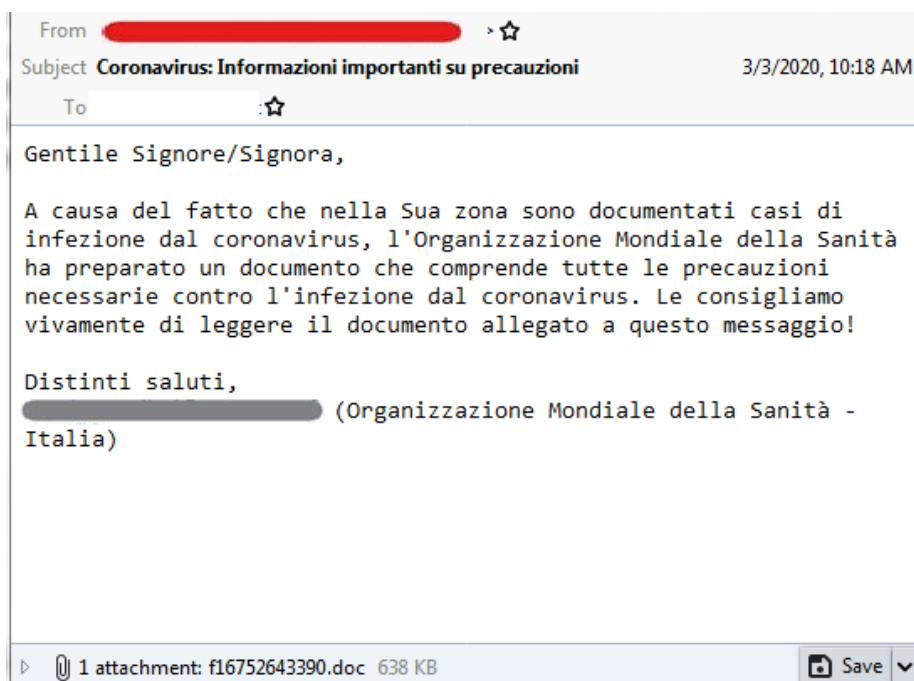 From
Subject Coronavirus: Informazioni importanti su precauzioni 3/3/2020, 10:18 AM
To
Gentile Signore/Signora,
A causa del fatto che nella Sua zona sono documentati casi di
infezione dal coronavirus, l'Organizzazione Mondiale della Sanità
ha preparato un documento che comprende tutte le precauzioni
necessarie contro l'infezione dal coronavirus. Le consigliamo
vivamente di leggere il documento allegato a questo messaggio!
Distinti saluti,
(Organizzazione Mondiale della Sanità -
Italia)
1 attachment: f16752643390.doc 638 KB Save